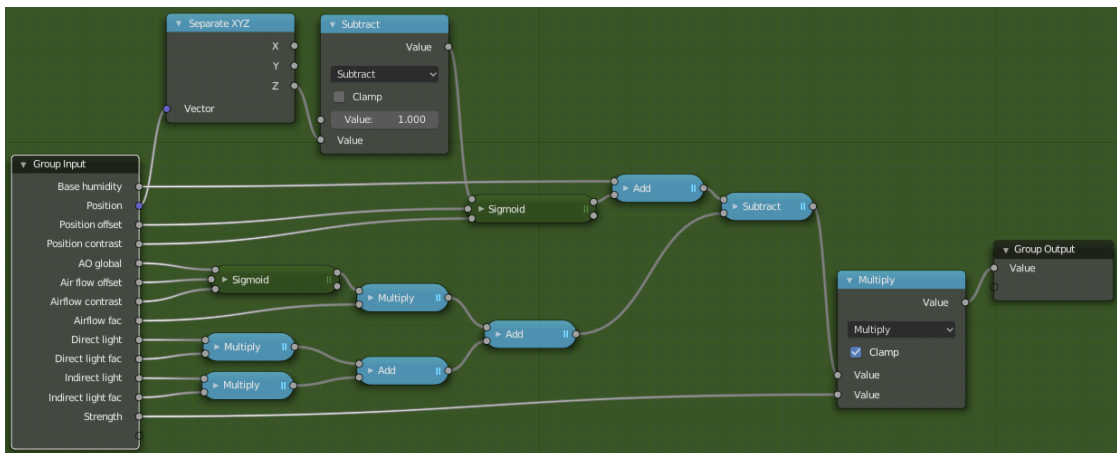 Separate XYZ
X
Y
Z
Vector
Subtract
Value
Subtract
Clamp
Value: 1.000
Value
Group Input
Base humidity
Position
Position offset
Position contrast
AO global
Air flow offset
Airflow contrast
Airflow fac
Direct light
Direct light fac
Indirect light
Indirect light fac
Strength
Sigmoid
Add
Subtract
Sigmoid
Multiply
Multiply
Add
Multiply
Add
Multiply
Value
Multiply
Clamp
Value
Value
Group Output
Value